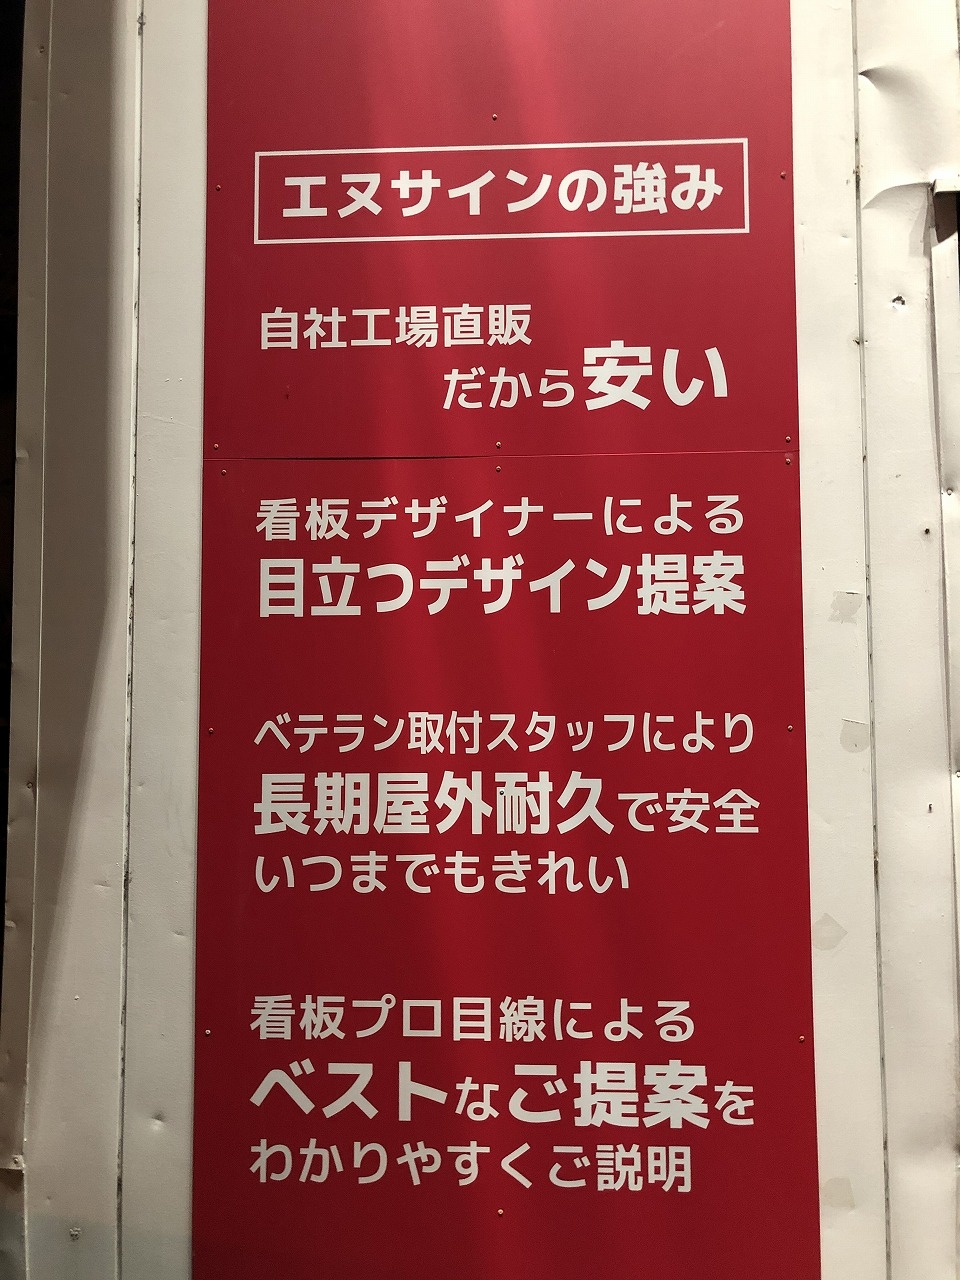 エヌサインの強み
自社工場直販
だから安い
看板デザイナーによる
目立つデザイン提案
ベテラン取付スタッフにより
長期屋外耐久で安全
いつまでもきれい
看板プロ目線による
ベストなご提案を
わかりやすくご説明